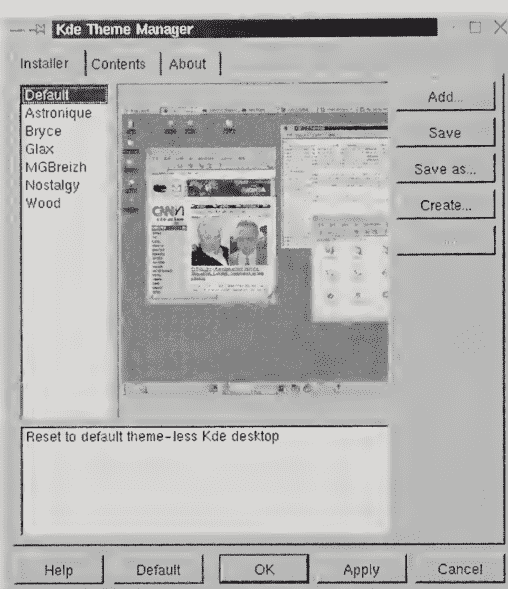 Kde Theme Manager
Installer
Contents
About
Default
Astronique
Bryce
Glax
MGBreizh
Nostalgy
Wood
CNN
Add...
Save
Save as...
Create...
Reset to default theme-less Kde desktop
Help
Default
OK
Apply
Cancel